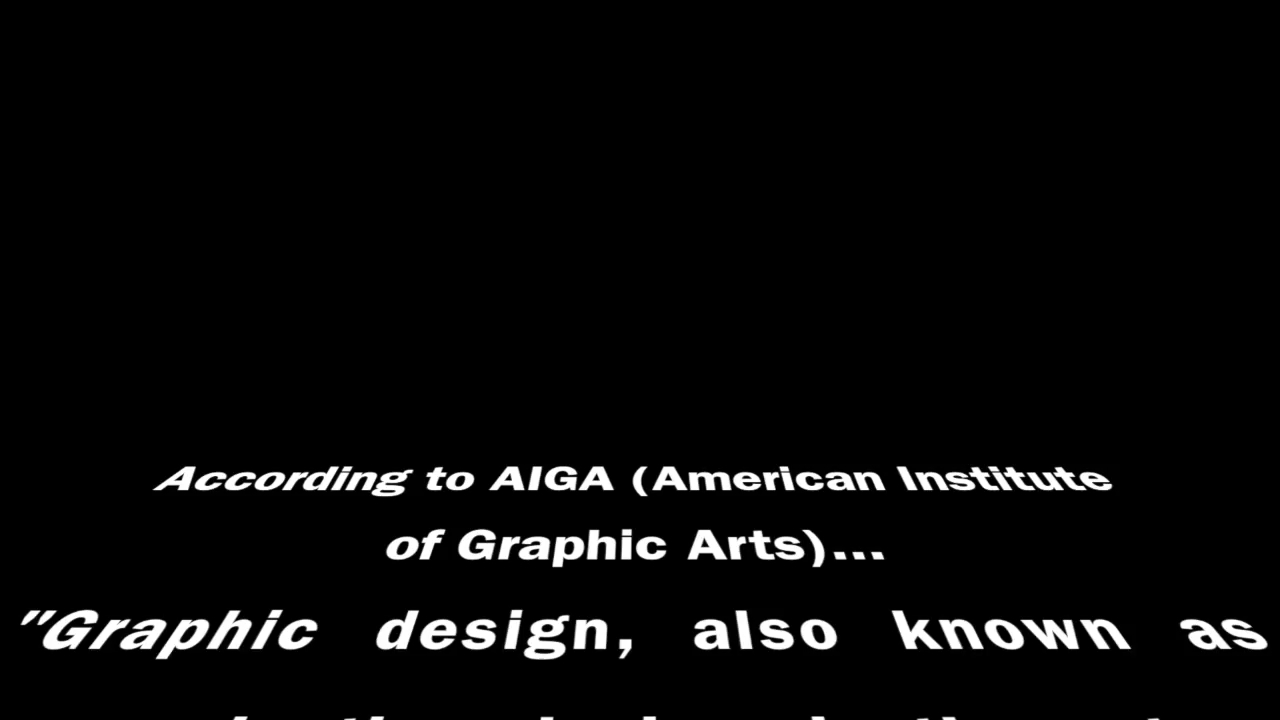 According to AIGA (American Institute
of Graphic Arts)...
"Graphic design, also known as